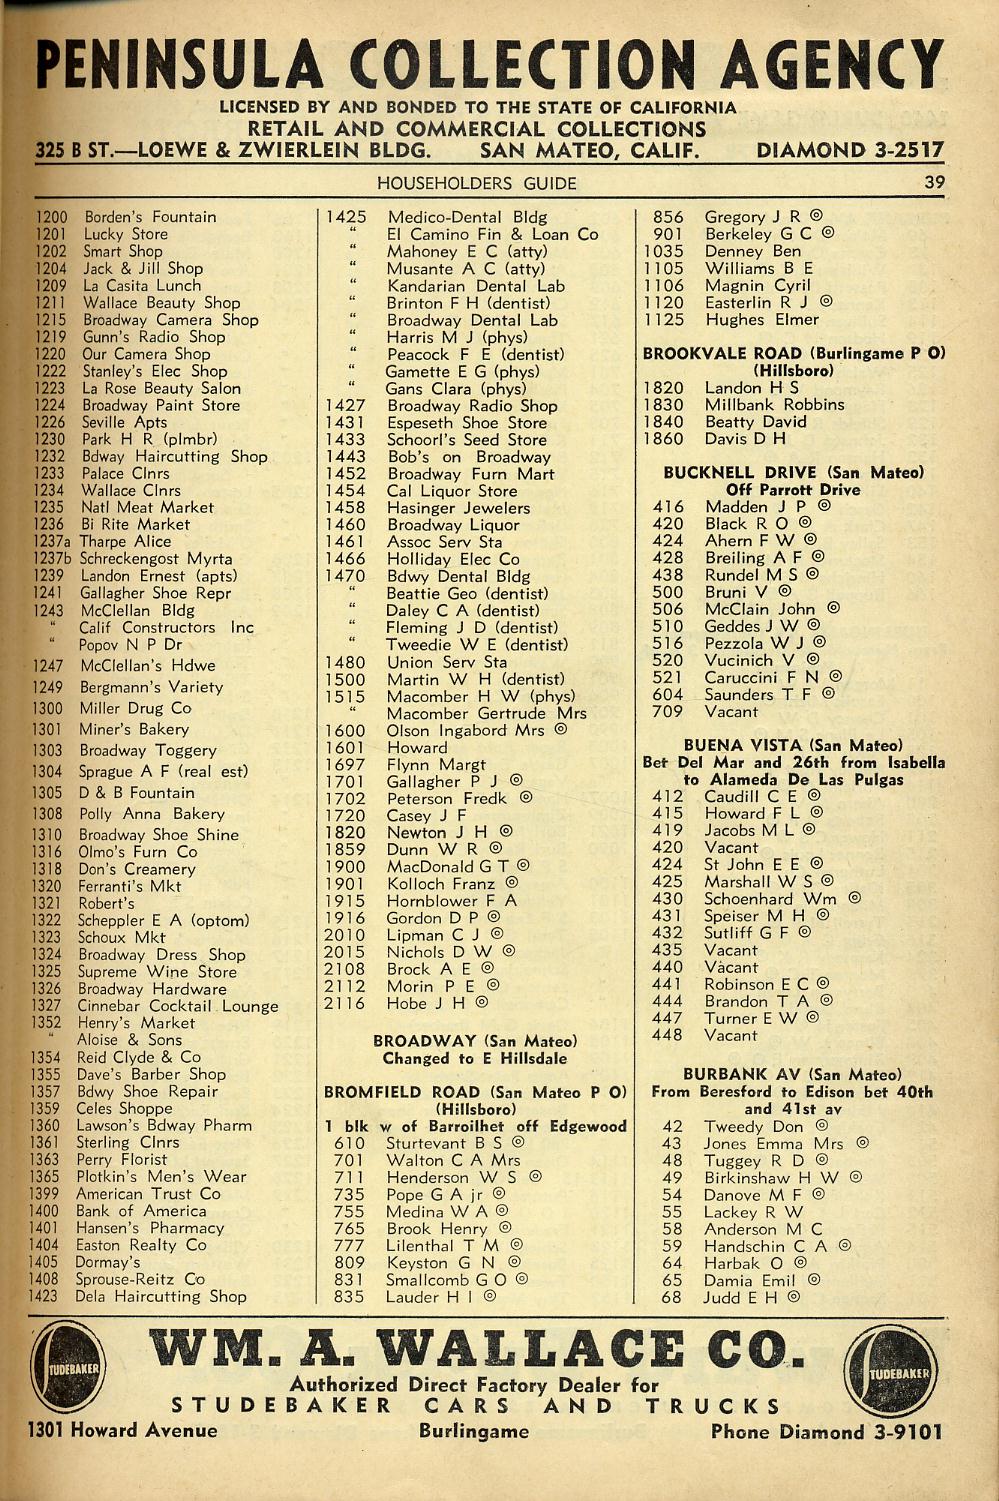 PENINSULA COLLECTION AGENCY
LICENSED BY AND BONDED TO THE STATE OF CALIFORNIA
RETAIL AND COMMERCIAL COLLECTIONS
325 B ST.—LOEWE & ZWIERLEIN BLDG. SAN MATEO, CALIF. DIAMOND 3-2517
HOUSEHOLDERS GUIDE 39
1200 Borden's Fountain
1201 Lucky Store
1202 Smart Shop
1204 Jack & Jill Shop
1209 La Casita Lunch
1211 Wallace Beauty Shop
1215 Broadway Camera Shop
1219 Gunn's Radio Shop
1220 Our Camera Shop
1222 Stanley's Elec Shop
1223 La Rose Beauty Salon
1224 Broadway Paint Store
1226 Seville Apts
1230 Park H R (plmbr)
1232 Bdway Haircutting Shop
1233 Palace Clnrs
1234 Wallace Clnrs
1235 Natl Meat Market
1236 Bi Rite Market
1237a Tharpe Alice
1237b Schreckengost Myrta
1239 Landon Ernest (apts)
1241 Gallagher Shoe Repr
1243 McClellan Bldg
" Calif Constructors Inc
" Popov N P Dr
1247 McClellan's Hdwe
1249 Bergmann's Variety
1300 Miller Drug Co
1301 Miner's Bakery
1303 Broadway Toggery
1304 Sprague A F (real est)
1305 D & B Fountain
1308 Polly Anna Bakery
1310 Broadway Shoe Shine
1316 Olmo's Furn Co
1318 Don's Creamery
1320 Ferranti's Mkt
1321 Robert's
1322 Scheppler E A (optom)
1323 Schoux Mkt
1324 Broadway Dress Shop
1325 Supreme Wine Store
1326 Broadway Hardware
1327 Cinnebar Cocktail Lounge
1352 Henry's Market
" Aloise & Sons
1354 Reid Clyde & Co
1355 Dave's Barber Shop
1357 Bdwy Shoe Repair
1359 Celes Shoppe
1360 Lawson's Bdway Pharm
1361 Sterling Clnrs
1363 Perry Florist
1365 Plotkin's Men's Wear
1399 American Trust Co
1400 Bank of America
1401 Hansen's Pharmacy
1404 Easton Realty Co
1405 Dormay's
1408 Sprouse-Reitz Co
1423 Dela Haircutting Shop
1425 Medico-Dental Bldg
" El Camino Fin & Loan Co
" Mahoney E C (atty)
" Musante A C (atty)
" Kandarian Dental Lab
" Brinton F H (dentist)
" Broadway Dental Lab
" Harris M J (phys)
" Peacock F E (dentist)
" Gamette E G (phys)
" Gans Clara (phys)
1427 Broadway Radio Shop
1431 Espeseth Shoe Store
1433 Schoorl's Seed Store
1443 Bob's on Broadway
1452 Broadway Furn Mart
1454 Cal Liquor Store
1458 Hasinger Jewelers
1460 Broadway Liquor
1461 Assoc Serv Sta
1466 Holliday Elec Co
1470 Bdwy Dental Bldg
" Beattie Geo (dentist)
" Daley C A (dentist)
" Fleming J D (dentist)
" Tweedie W E (dentist)
1480 Union Serv Sta
1500 Martin W H (dentist)
1515 Macomber H W (phys)
" Macomber Gertrude Mrs
1600 Olson Ingabord Mrs ⌾
1601 Howard
1697 Flynn Margt
1701 Gallagher P J ⌾
1702 Peterson Fredk ⌾
1720 Casey J F
1820 Newton J H ⌾
1859 Dunn W R ⌾
1900 MacDonald G T ⌾
1901 Kolloch Franz ⌾
1915 Hornblower F A
1916 Gordon D P ⌾
2010 Lipman C J ⌾
2015 Nichols D W ⌾
2108 Brock A E ⌾
2112 Morin P E ⌾
2116 Hobe J H ⌾
BROADWAY (San Mateo)
Changed to E Hillsdale
BROMFIELD ROAD (San Mateo P O)
(Hillsboro)
1 blk w of Barroilhet off Edgewood
610 Sturtevant B S ⌾
701 Walton C A Mrs
711 Henderson W S ⌾
735 Pope G A jr ⌾
755 Medina W A ⌾
765 Brook Henry ⌾
777 Lilenthal T M ⌾
809 Keyston G N ⌾
831 Smallcomb G O ⌾
835 Lauder H I ⌾
856 Gregory J R ⌾
901 Berkeley G C ⌾
1035 Denney Ben
1105 Williams B E
1106 Magnin Cyril
1120 Easterlin R J ⌾
1125 Hughes Elmer
BROOKVALE ROAD (Burlingame P O)
(Hillsboro)
1820 Landon H S
1830 Millbank Robbins
1840 Beatty David
1860 Davis D H
BUCKNELL DRIVE (San Mateo)
Off Parrott Drive
416 Madden J P ⌾
420 Black R O ⌾
424 Ahern F W ⌾
428 Breiling A F ⌾
438 Rundel M S ⌾
500 Bruni V ⌾
506 McClain John ⌾
510 Geddes J W ⌾
516 Pezzola W J ⌾
520 Vucinich V ⌾
521 Caruccini F N ⌾
604 Saunders T F ⌾
709 Vacant
BUENA VISTA (San Mateo)
Bet Del Mar and 26th from Isabella
to Alameda De Las Pulgas
412 Caudill C E ⌾
415 Howard F L ⌾
419 Jacobs M L ⌾
420 Vacant
424 St John E E ⌾
425 Marshall W S ⌾
430 Schoenhard Wm ⌾
431 Speiser M H ⌾
432 Sutliff G F ⌾
435 Vacant
440 Vacant
441 Robinson E C ⌾
444 Brandon T A ⌾
447 Turner E W ⌾
448 Vacant
BURBANK AV (San Mateo)
From Beresford to Edison bet 40th
and 41st av
42 Tweedy Don ⌾
43 Jones Emma Mrs ⌾
48 Tuggey R D ⌾
49 Birkinshaw H W ⌾
54 Danove M F ⌾
55 Lackey R W
58 Anderson M C
59 Handschin C A ⌾
64 Harbak O ⌾
65 Damia Emil ⌾
68 Judd E H ⌾
STUDEBAKER
WM. A. WALLACE CO.
Authorized Direct Factory Dealer for
STUDEBAKER CARS AND TRUCKS
STUDEBAKER
1301 Howard Avenue Burlingame Phone Diamond 3-9101